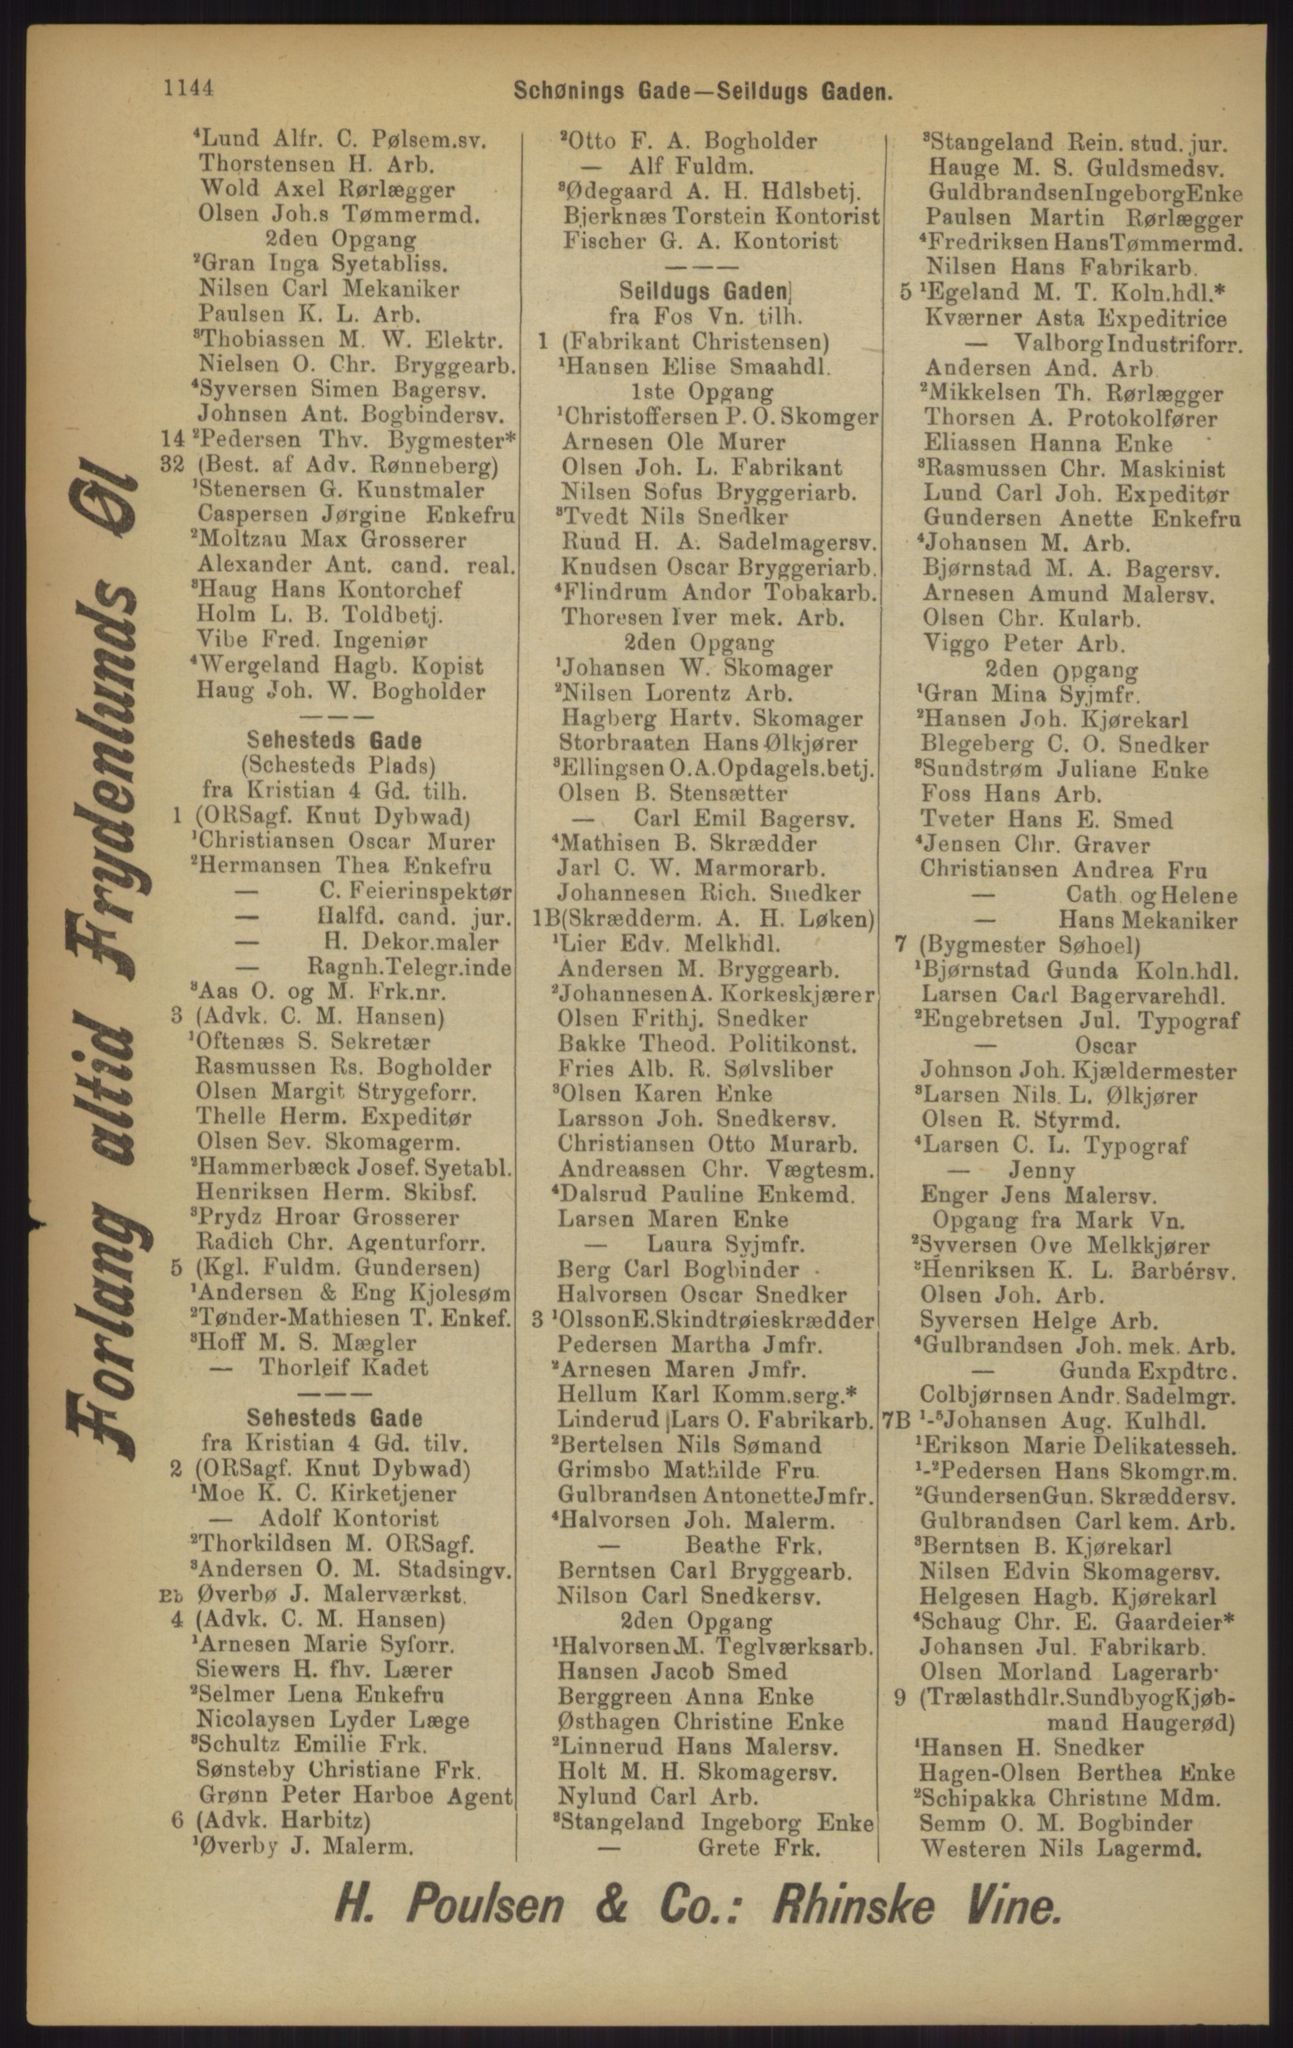 1144
Schønings Gade—Seildugs Gaden.
⁴Lund Alfr. C. Pølsem.sv.
Thorstensen H. Arb.
Wold Axel Rørlægger
Olsen Joh.s Tømmermd.
2den Opgang
²Gran Inga Syetabliss.
Nilsen Carl Mekaniker
Paulsen K. L. Arb.
³Thobiassen M. W. Elektr.
Nielsen O. Chr. Bryggearb.
⁴Syversen Simen Bagersv.
Johnsen Ant. Bogbindersv.
14 ²Pedersen Thv. Bygmester*
32 (Best. af Adv. Rønneberg)
¹Stenersen G. Kunstmaler
Caspersen Jørgine Enkefru
²Moltzau Max Grosserer
Alexander Ant. cand. real.
³Haug Hans Kontorchef
Holm L. B. Toldbetj.
Vibe Fred. Ingeniør
⁴Wergeland Hagb. Kopist
Haug Joh. W. Bogholder
———
Sehesteds Gade
(Schesteds Plads)
fra Kristian 4 Gd. tilh.
1 (ORSagf. Knut Dybwad)
¹Christiansen Oscar Murer
²Hermansen Thea Enkefru
— C. Feierinspektør
— Halfd. cand. jur.
— H. Dekor.maler
— Ragnh.Telegr.inde
³Aas O. og M. Frk.nr.
3 (Advk. C. M. Hansen)
¹Oftenæs S. Sekretær
Rasmussen Rs. Bogholder
Olsen Margit Strygeforr.
Thelle Herm. Expeditør
Olsen Sev. Skomagerm.
²Hammerbæck Josef. Syetabl.
Henriksen Herm. Skibsf.
³Prydz Hroar Grosserer
Radich Chr. Agenturforr.
5 (Kgl. Fuldm. Gundersen)
¹Andersen & Eng Kjolesøm
²Tønder-Mathiesen T. Enkef.
³Hoff M. S. Mægler
— Thorleif Kadet
———
Sehesteds Gade
fra Kristian 4 Gd. tilv.
2 (ORSagf. Knut Dybwad)
¹Moe K. C. Kirketjener
— Adolf Kontorist
²Thorkildsen M. ORSagf.
³Andersen O. M. Stadsingv.
Eb Øverbø J. Malerværkst.
4 (Advk. C. M. Hansen)
¹Arnesen Marie Syforr.
Siewers H. fhv. Lærer
²Selmer Lena Enkefru
Nicolaysen Lyder Læge
³Schultz Emilie Frk.
Sønsteby Christiane Frk.
Grønn Peter Harboe Agent
6 (Advk. Harbitz)
¹Øverby J. Malerm.
²Otto F. A. Bogholder
— Alf Fuldm.
³Ødegaard A. H. Hdlsbetj.
Bjerknæs Torstein Kontorist
Fischer G. A. Kontorist
———
Seildugs Gaden
fra Fos Vn. tilh.
1 (Fabrikant Christensen)
¹Hansen Elise Smaahdl.
1ste Opgang
¹Christoffersen P. O. Skomger
Arnesen Ole Murer
Olsen Joh. L. Fabrikant
Nilsen Sofus Bryggeriarb.
³Tvedt Nils Snedker
Ruud H. A. Sadelmagersv.
Knudsen Oscar Bryggeriarb.
⁴Flindrum Andor Tobakarb.
Thoresen Iver mek. Arb.
2den Opgang
¹Johansen W. Skomager
²Nilsen Lorentz Arb.
Hagberg Hartv. Skomager
Storbraaten Hans Ølkjører
³Ellingsen O.A.Opdagels.betj.
Olsen B. Stensætter
— Carl Emil Bagersv.
⁴Mathisen B. Skrædder
Jarl C. W. Marmorarb.
Johannesen Rich. Snedker
1B(Skrædderm. A. H. Løken)
¹Lier Edv. Melkhdl.
Andersen M. Bryggearb.
²Johannesen A. Korkeskjærer
Olsen Frithj. Snedker
Bakke Theod. Politikonst.
Fries Alb. R. Sølvsliber
³Olsen Karen Enke
Larsson Joh. Snedkersv.
Christiansen Otto Murarb.
Andreassen Chr. Vægtesm.
⁴Dalsrud Pauline Enkemd.
Larsen Maren Enke
— Laura Syjmfr.
Berg Carl Bogbinder
Halvorsen Oscar Snedker
3 ¹OlssonE.Skindtrøieskrædder
Pedersen Martha Jmfr.
²Arnesen Maren Jmfr.
Hellum Karl Komm.serg.*
Linderud Lars O. Fabrikarb.
²Bertelsen Nils Sømand
Grimsbo Mathilde Fru
Gulbrandsen AntonetteJmfr.
⁴Halvorsen Joh. Malerm.
— Beathe Frk.
Berntsen Carl Bryggearb.
Nilson Carl Snedkersv.
2den Opgang
¹Halvorsen M. Teglværksarb.
Hansen Jacob Smed
Berggreen Anna Enke
Østhagen Christine Enke
²Linnerud Hans Malersv.
Holt M. H. Skomagersv.
Nylund Carl Arb.
³Stangeland Ingeborg Enke
— Grete Frk.
³Stangeland Rein. stud. jur.
Hauge M. S. Guldsmedsv.
GuldbrandsenIngeborgEnke
Paulsen Martin Rørlægger
⁴Fredriksen HansTømmermd.
Nilsen Hans Fabrikarb.
5 ¹Egeland M. T. Koln.hdl.*
Kværner Asta Expeditrice
— Valborg Industriforr.
Andersen And. Arb.
²Mikkelsen Th. Rørlægger
Thorsen A. Protokolfører
Eliassen Hanna Enke
³Rasmussen Chr. Maskinist
Lund Carl Joh. Expeditør
Gundersen Anette Enkefru
⁴Johansen M. Arb.
Bjørnstad M. A. Bagersv.
Arnesen Amund Malersv.
Olsen Chr. Kularb.
Viggo Peter Arb.
2den Opgang
¹Gran Mina Syjmfr.
²Hansen Joh. Kjørekarl
Blegeberg C. O. Snedker
³Sundstrøm Juliane Enke
Foss Hans Arb.
Tveter Hans E. Smed
⁴Jensen Chr. Graver
Christiansen Andrea Fru
— Cath. og Helene
— Hans Mekaniker
7 (Bygmester Søhoel)
¹Bjørnstad Gunda Koln.hdl.
Larsen Carl Bagervarehdl.
²Engebretsen Jul. Typograf
— Oscar
Johnson Joh. Kjældermester
³Larsen Nils L. Ølkjører
Olsen R. Styrmd.
⁴Larsen C. L. Typograf
— Jenny
Enger Jens Malersv.
Opgang fra Mark Vn.
²Syversen Ove Melkkjører
³Henriksen K. L. Barbérsv.
Olsen Joh. Arb.
Syversen Helge Arb.
⁴Gulbrandsen Joh. mek. Arb.
— Gunda Expdtrc.
Colbjørnsen Andr. Sadelmgr.
7B ¹-⁵Johansen Aug. Kulhdl.
¹Erikson Marie Delikatesseh.
¹-²Pedersen Hans Skomgr.m.
²GundersenGun. Skræddersv.
Gulbrandsen Carl kem. Arb.
³Berntsen B. Kjørekarl
Nilsen Edvin Skomagersv.
Helgesen Hagb. Kjørekarl
⁴Schaug Chr. E. Gaardeier*
Johansen Jul. Fabrikarb.
Olsen Morland Lagerarb.
9 (Trælasthdlr.SundbyogKjøb-
mand Haugerød)
¹Hansen H. Snedker
Hagen-Olsen Berthea Enke
²Schipakka Christine Mdm.
Semm O. M. Bogbinder
Westeren Nils Lagermd.
Forlang altid Frydenlunds Øl
H. Poulsen & Co.: Rhinske Vine.